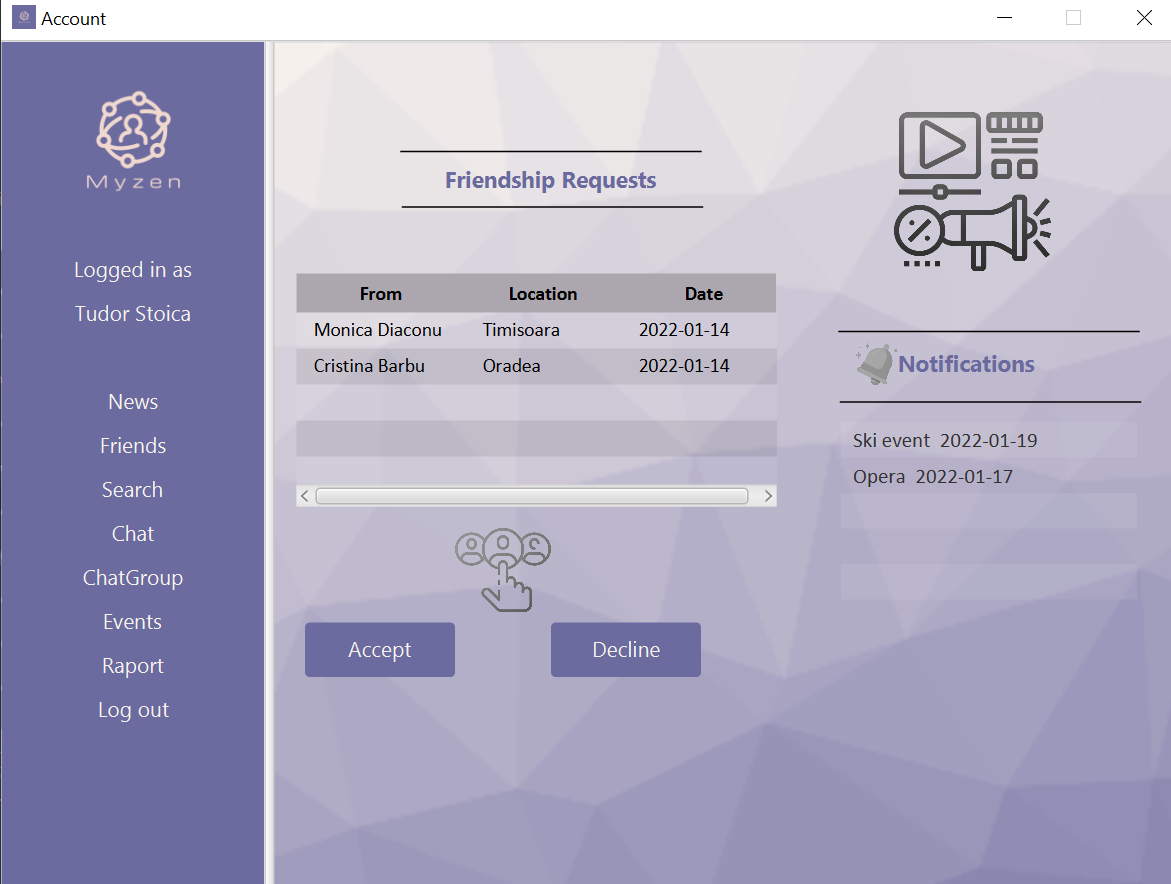 Account
Myzen
Logged in as
Tudor Stoica
News
Friends
Search
Chat
ChatGroup
Events
Raport
Log out
Friendship Requests
From Location Date
Monica Diaconu Timisoara 2022-01-14
Cristina Barbu Oradea 2022-01-14
Accept Decline
Notifications
Ski event 2022-01-19
Opera 2022-01-17